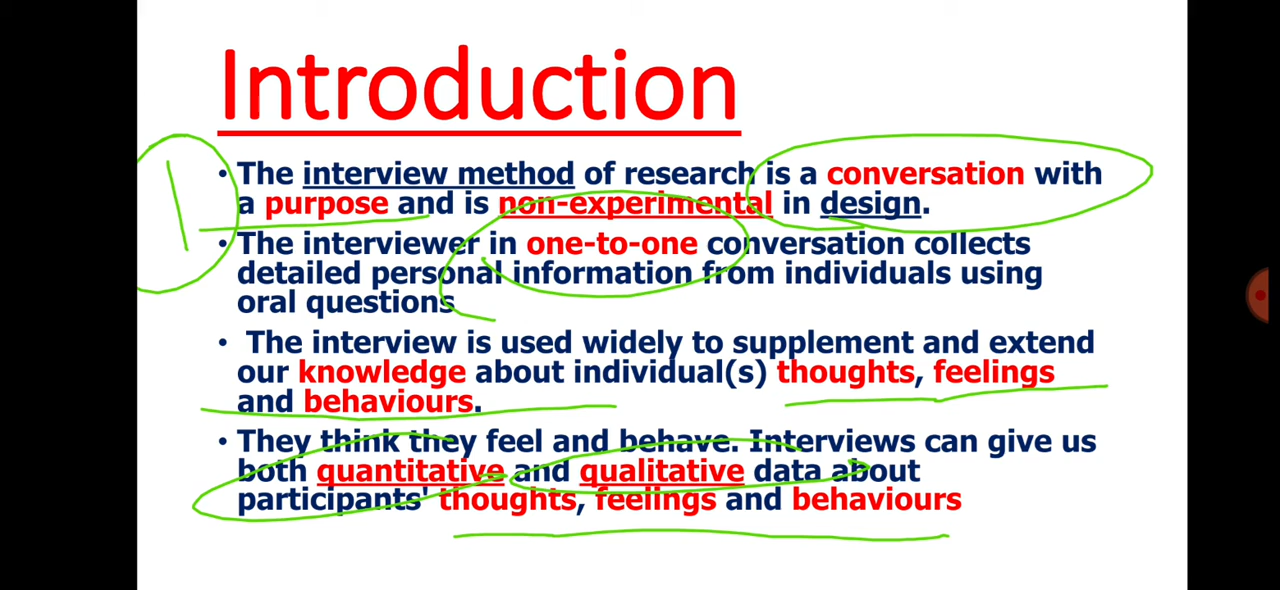 Introduction
• The interview method of research is a conversation with
a purpose and is non-experimental in design.
• The interviewer in one-to-one conversation collects
detailed personal information from individuals using
oral questions
• The interview is used widely to supplement and extend
our knowledge about individual(s) thoughts, feelings
and behaviours.
• They think they feel and behave. Interviews can give us
both quantitative and qualitative data about
participants' thoughts, feelings and behaviours